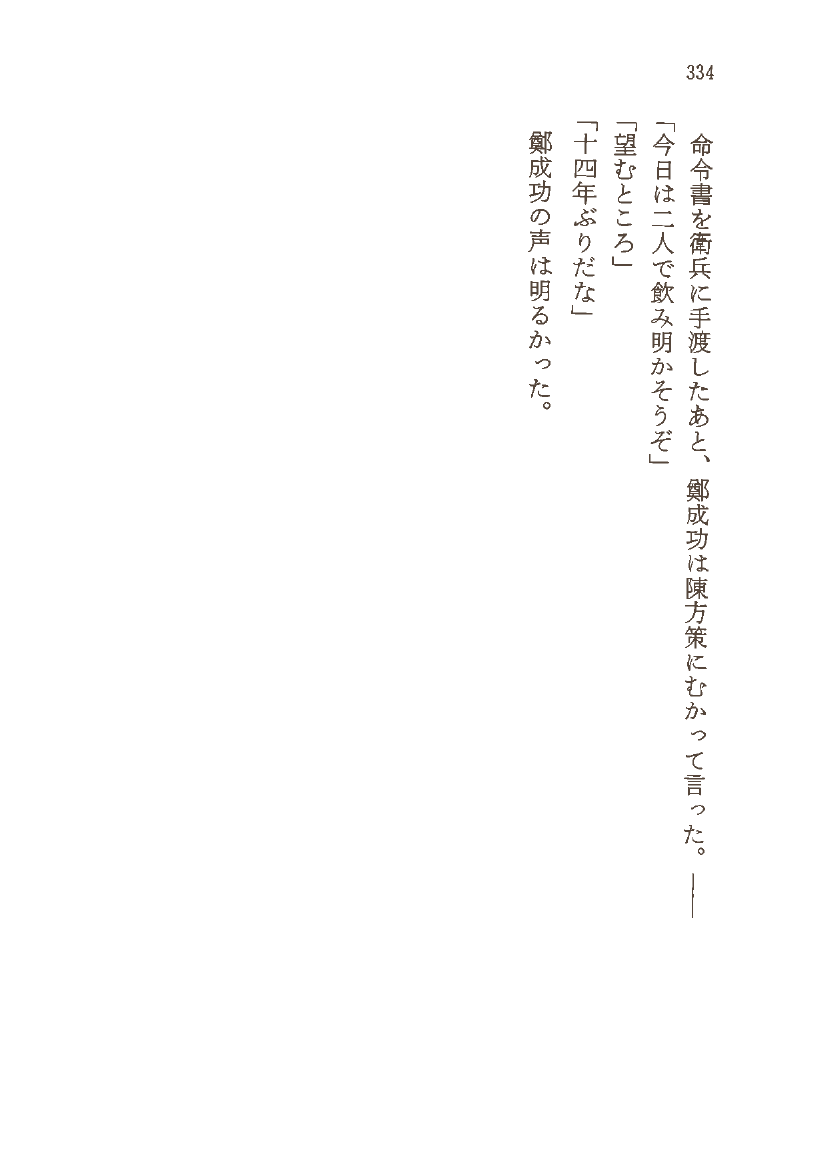 334
命令書を衛兵に手渡したあと、鄭成功は陳方策にむかって言った。――
「今日は二人で飲み明かそうぞ」
「望むところ」
「十四年ぶりだな」
鄭成功の声は明るかった。